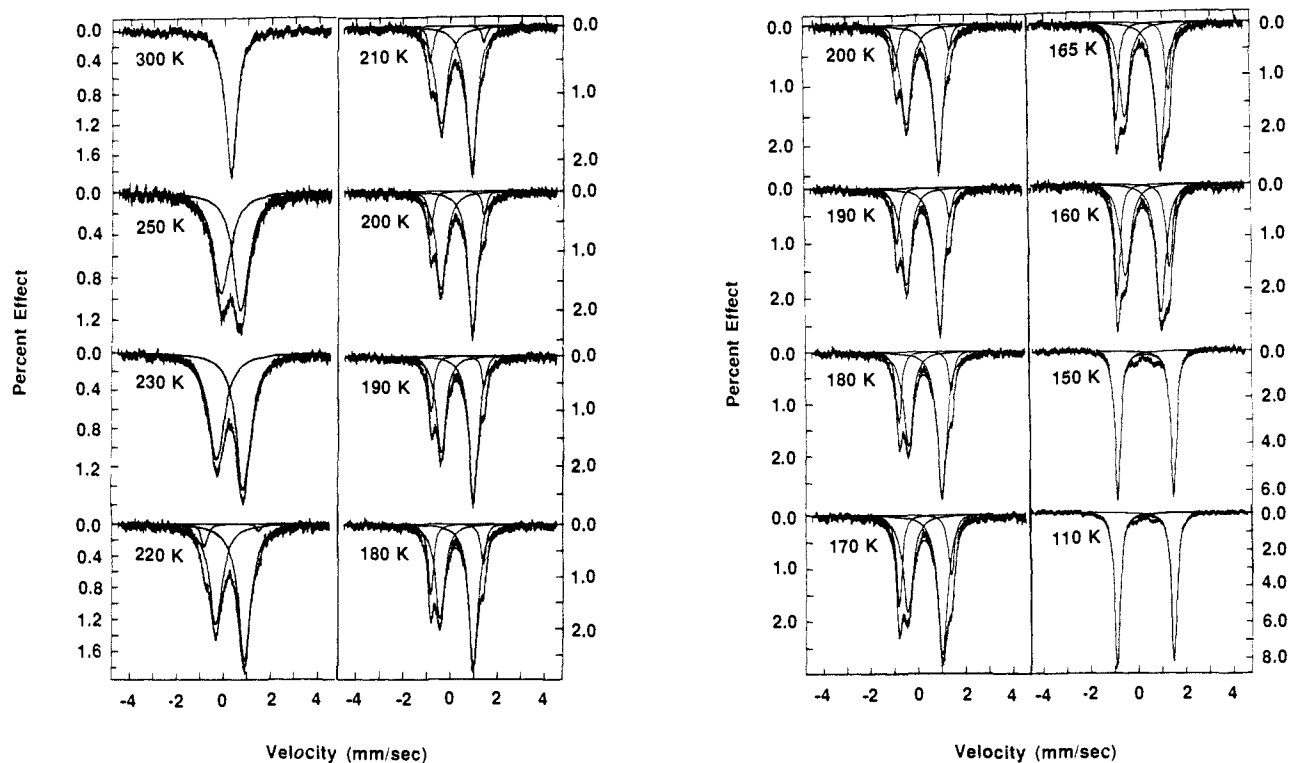 0.0
0.4
0.8
1.2
1.6
300 K
210 K
0.0
1.0
2.0
0.0
0.4
0.8
1.2
250 K
200 K
0.0
1.0
2.0
0.0
0.4
0.8
1.2
230 K
190 K
0.0
1.0
2.0
0.0
0.4
0.8
1.2
1.6
220 K
180 K
0.0
1.0
2.0
-4 -2 0 2 4 -4 -2 0 2 4
Percent Effect
Velocity (mm/sec)
0.0
1.0
2.0
200 K
165 K
0.0
1.0
2.0
0.0
1.0
2.0
190 K
160 K
0.0
1.0
2.0
0.0
1.0
2.0
180 K
150 K
0.0
2.0
4.0
6.0
0.0
1.0
2.0
170 K
110 K
0.0
2.0
4.0
6.0
8.0
-4 -2 0 2 4 -4 -2 0 2 4
Percent Effect
Velocity (mm/sec)